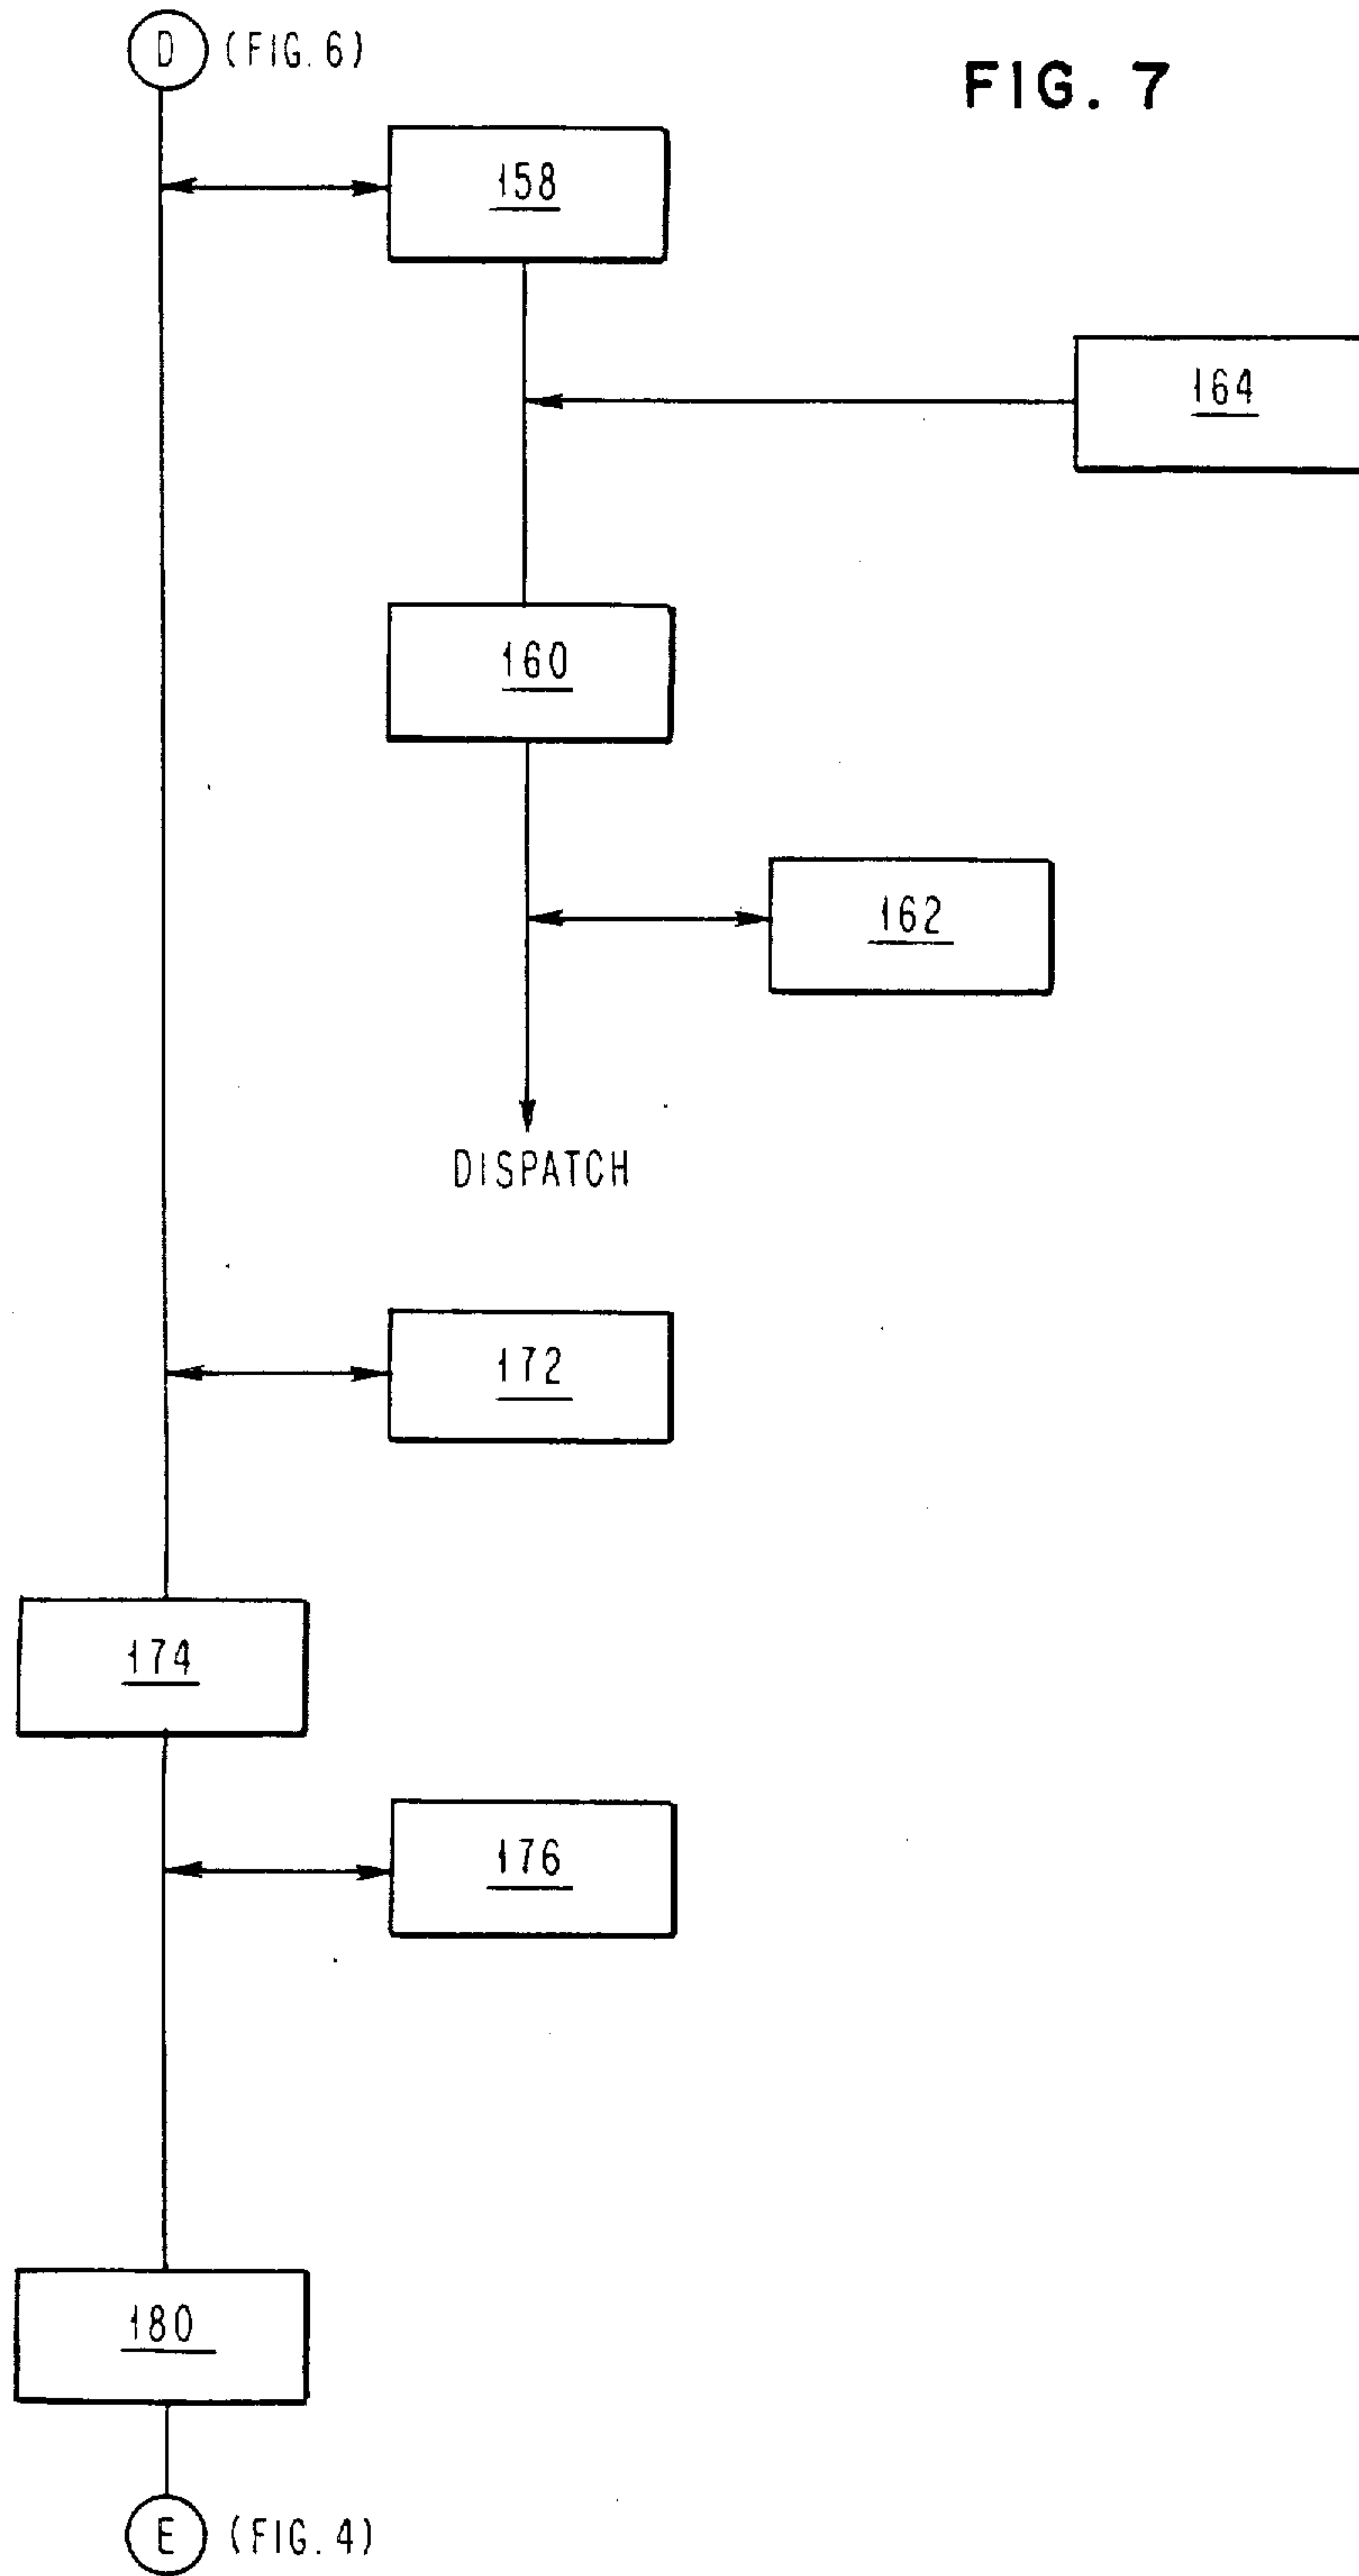 D (FIG. 6)
FIG. 7
158
164
160
162
DISPATCH
172
174
176
180
E (FIG. 4)